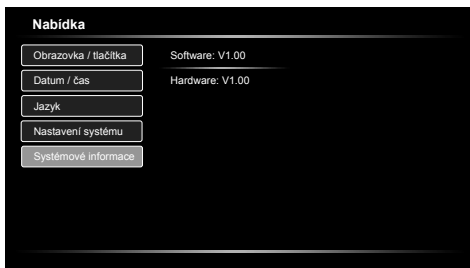 Nabídka
Obrazovka / tlačítka
Software: V1.00
Datum / čas
Hardware: V1.00
Jazyk
Nastavení systému
Systémové informace